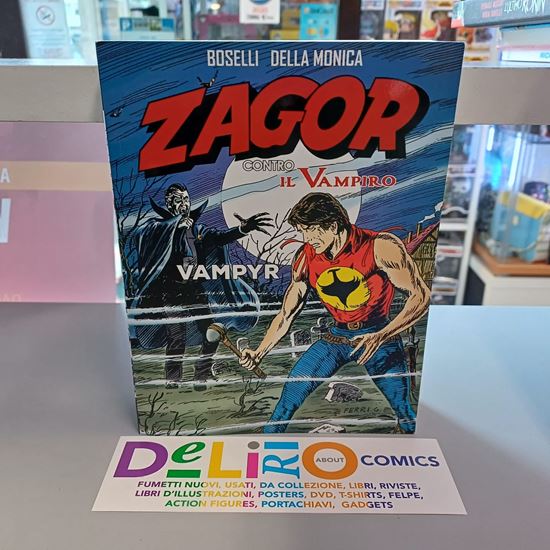 BOSELLI DELLA MONICA
ZAGOR
CONTRO
IL VAMPIRO
VAMPYR
FERRI G.
DeLiRiO ABOUT COMICS
FUMETTI NUOVI, USATI, DA COLLEZIONE, LIBRI, RIVISTE,
LIBRI D'ILLUSTRAZIONI, POSTERS, DVD, T-SHIRTS, FELPE,
ACTION FIGURES, PORTACHIAVI, GADGETS